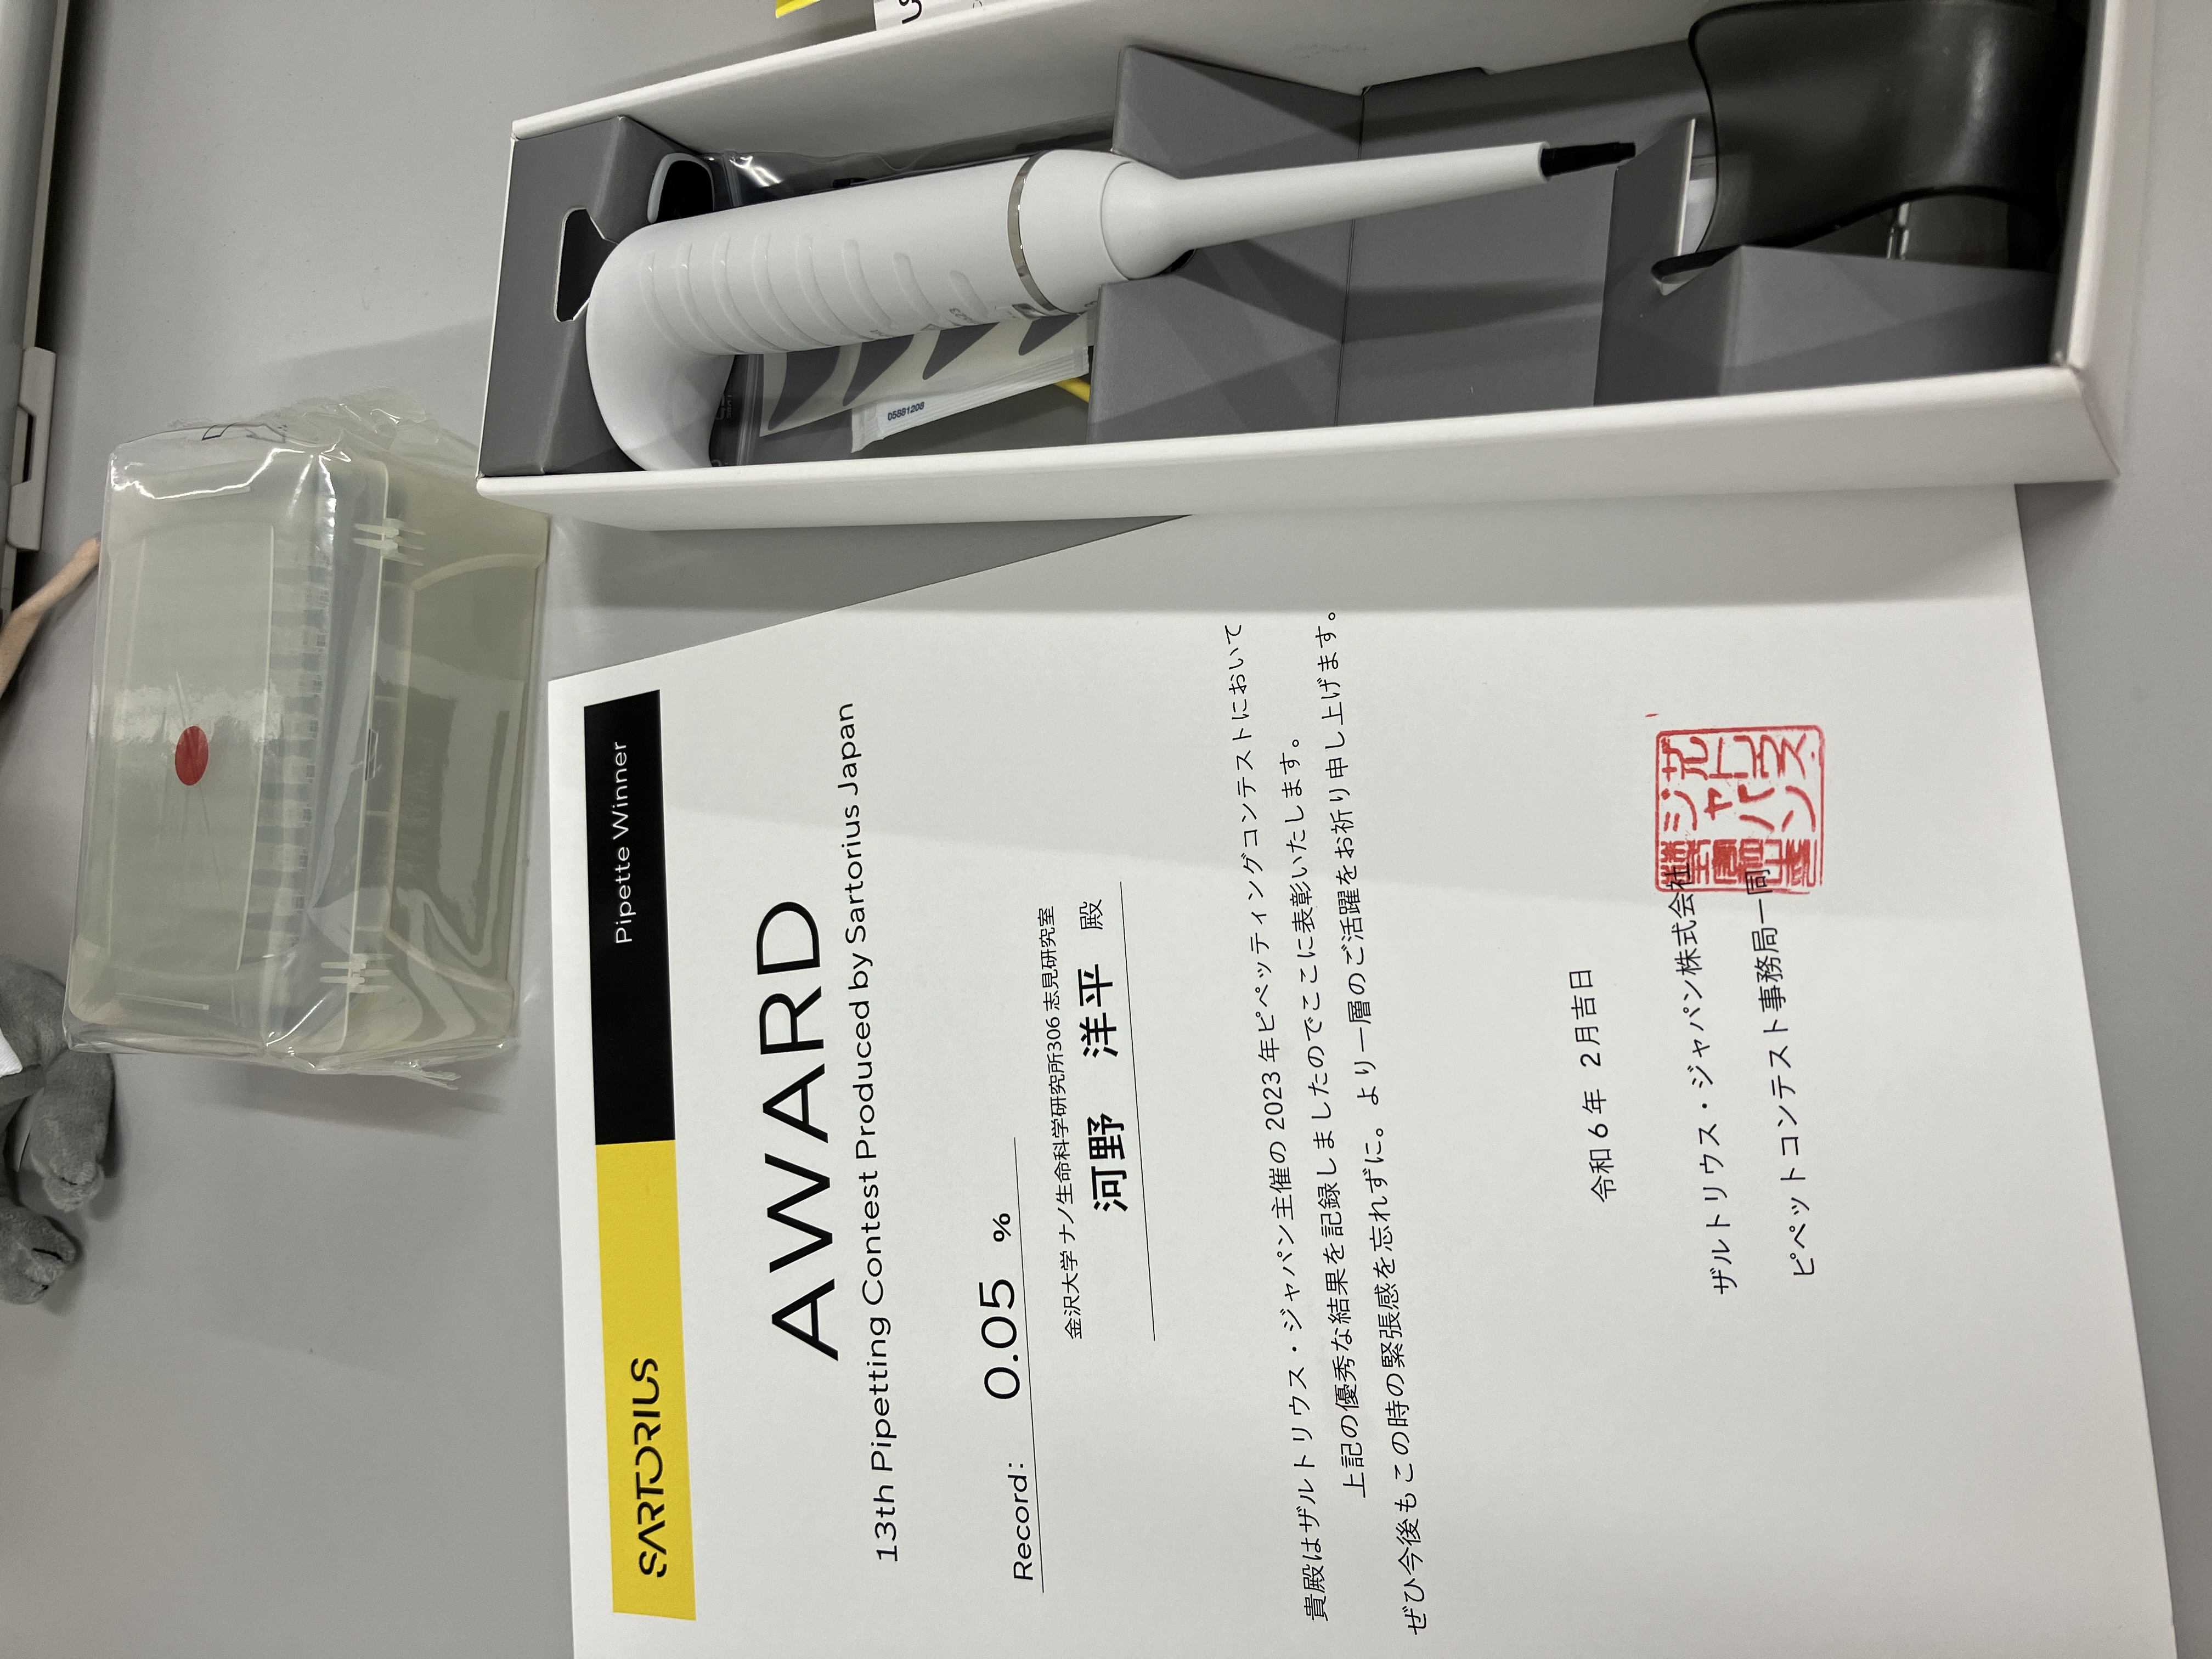 SARTORIUS
Pipette Winner
AWARD
13th Pipetting Contest Produced by Sartorius Japan
Record: 0.05 %
金沢大学 ナノ生命科学研究所306 志見研究室
河野 洋平 殿
貴殿はザルトリウス・ジャパン主催の 2023 年ピペッティングコンテストにおいて
上記の優秀な結果を記録しましたのでここに表彰いたします。
ぜひ今後もこの時の緊張感を忘れずに。より一層のご活躍をお祈り申し上げます。
令和 6 年 2月吉日
ザルトリウス・ジャパン株式会社
ピペットコンテスト事務局一同
ザルトリウス・
ジャパン